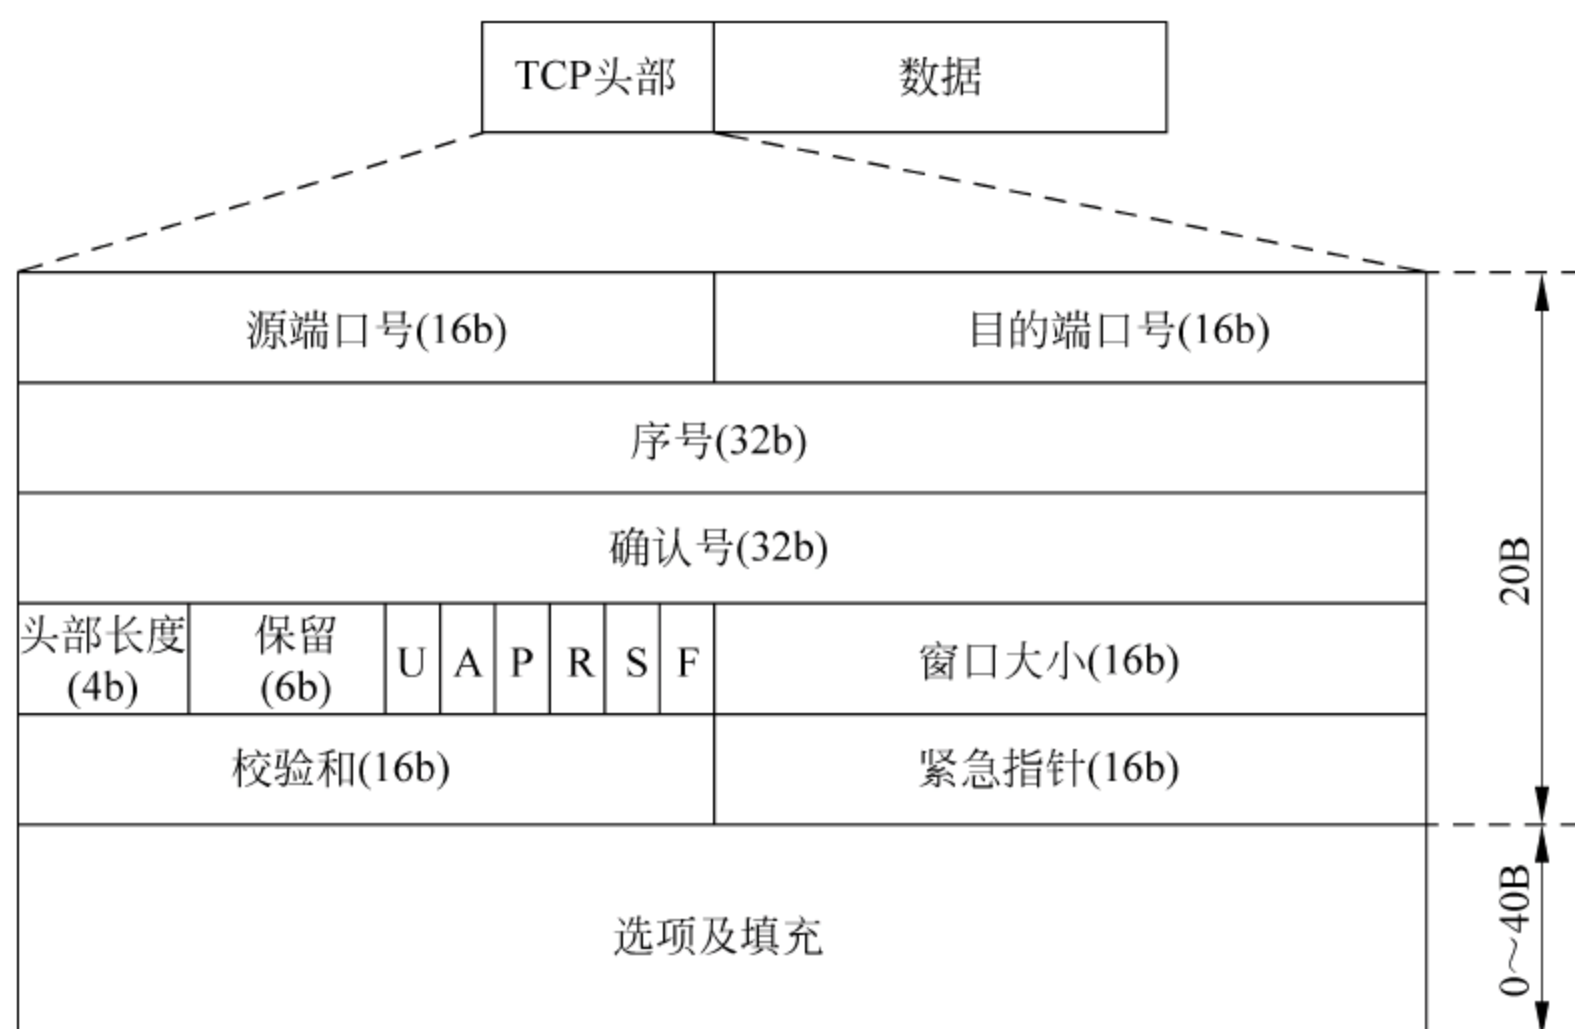 TCP头部
数据
源端口号(16b)
目的端口号(16b)
序号(32b)
确认号(32b)
头部长度
(4b)
保留
(6b)
U
A
P
R
S
F
窗口大小(16b)
校验和(16b)
紧急指针(16b)
20B
选项及填充
0～40B